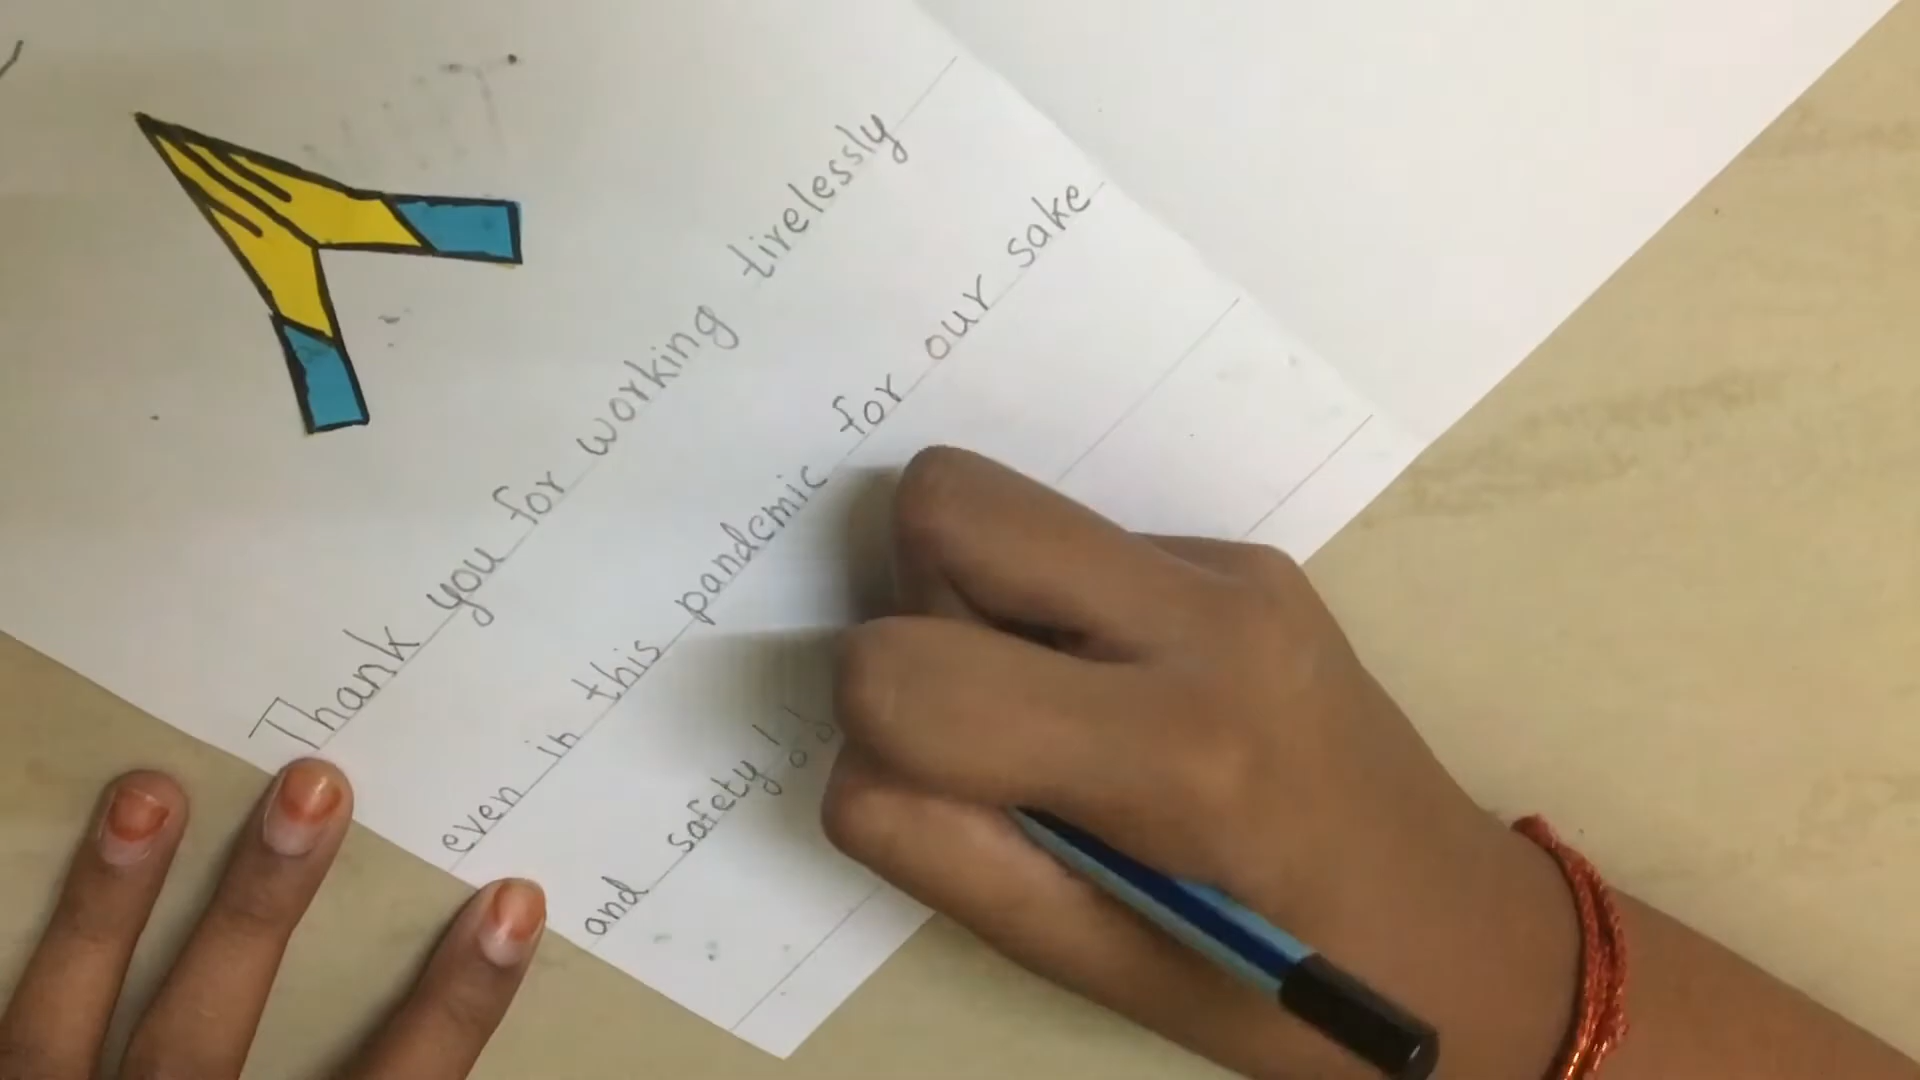 Thank you for working tirelessly
even in this pandemic for our sake
and safety!